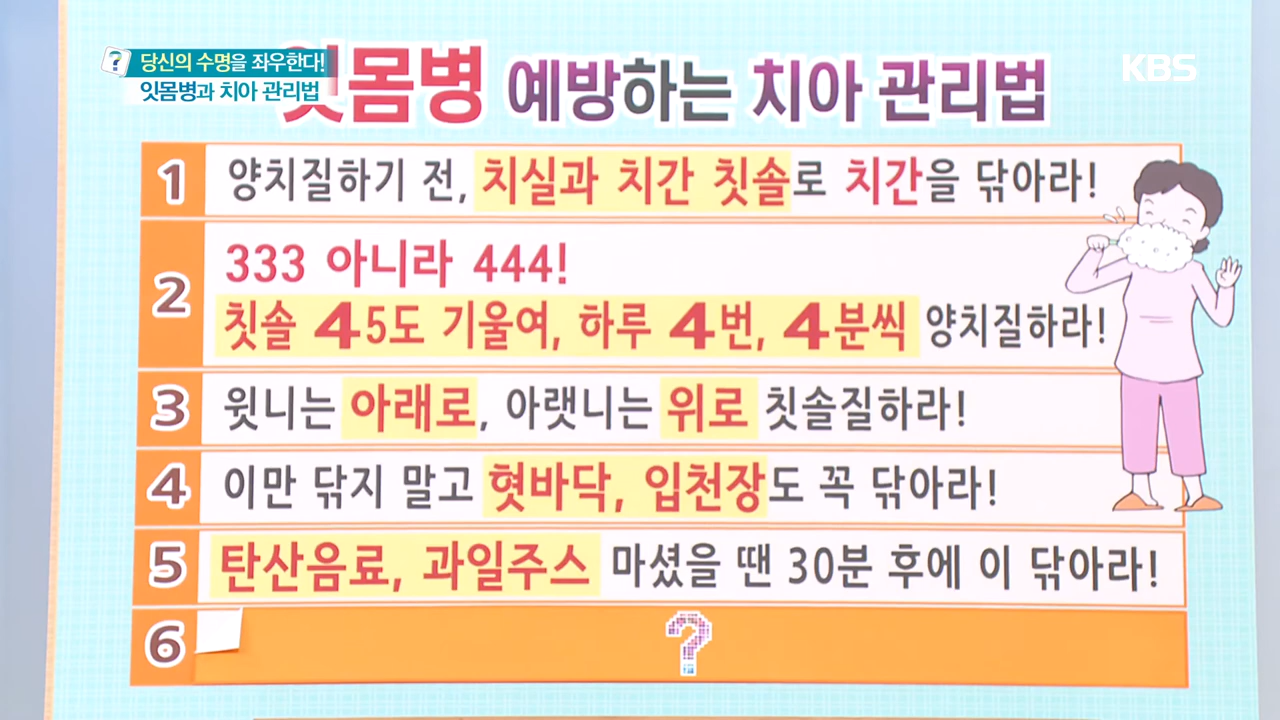 당신의 수명을 좌우한다!
잇몸병과 치아 관리법
KBS
잇몸병 예방하는 치아 관리법
1 양치질하기 전, 치실과 치간 칫솔로 치간을 닦아라!
2 333 아니라 444!
칫솔 45도 기울여, 하루 4번, 4분씩 양치질하라!
3 윗니는 아래로, 아랫니는 위로 칫솔질하라!
4 이만 닦지 말고 혓바닥, 입천장도 꼭 닦아라!
5 탄산음료, 과일주스 마셨을 땐 30분 후에 이 닦아라!
6 ?